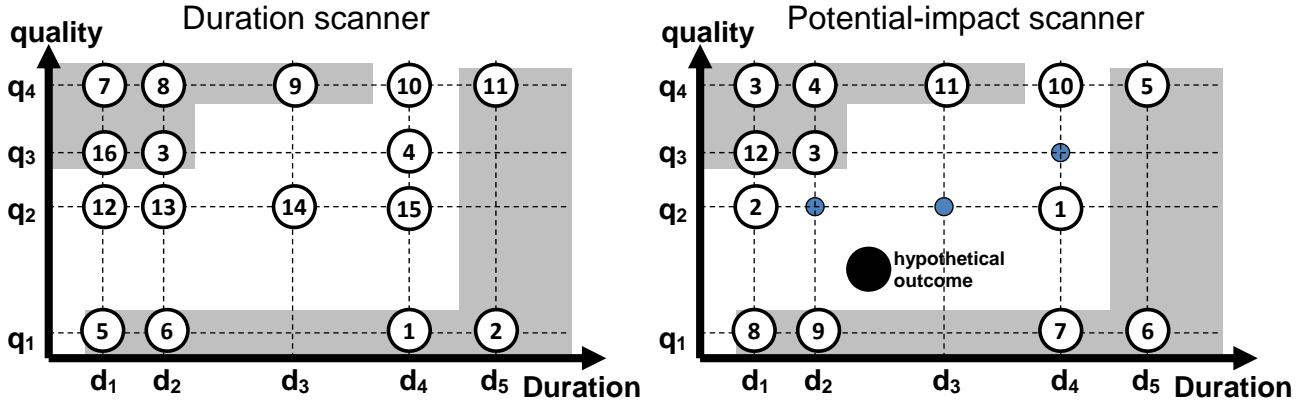 Duration scanner
quality
q4 7 8 9 10 11
q3 16 3 4
q2 12 13 14 15
q1 5 6 1 2
d1 d2 d3 d4 d5
Duration
Potential-impact scanner
quality
q4 3 4 11 10 5
q3 12 3
q2 2 1
hypothetical
outcome
q1 8 9 7 6
d1 d2 d3 d4 d5
Duration